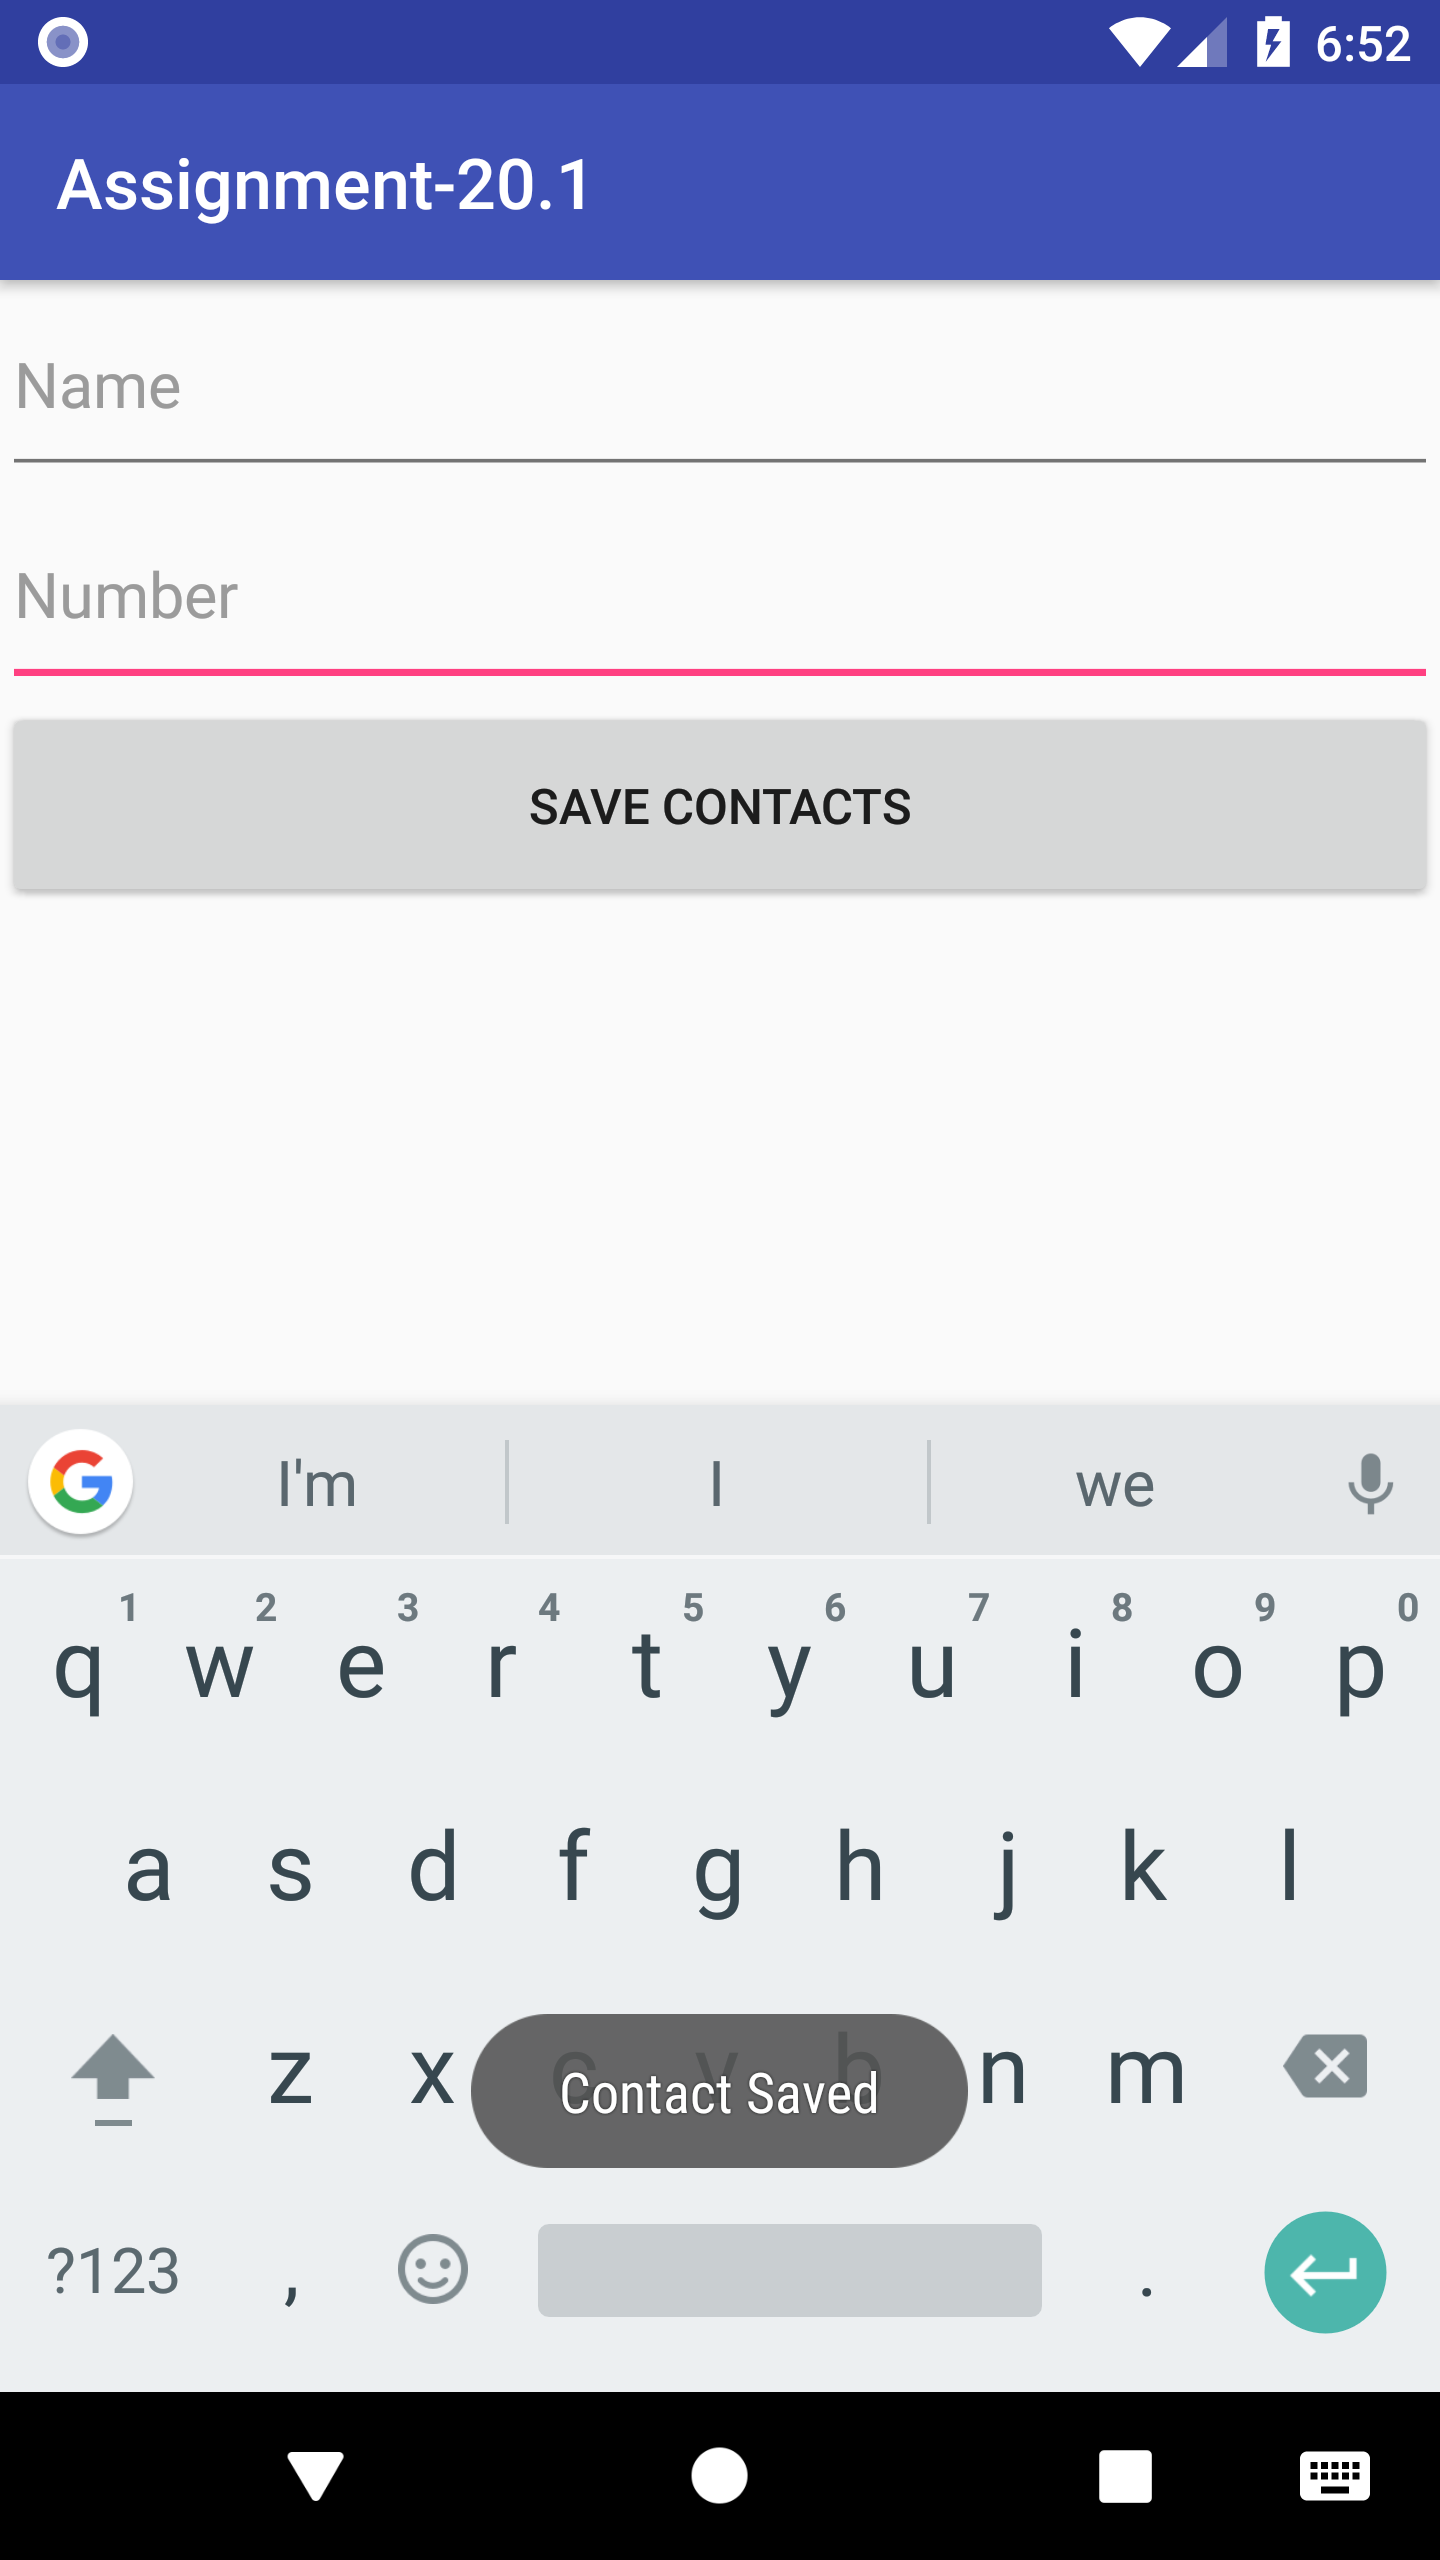 6:52
Assignment-20.1
Name
Number
SAVE CONTACTS
I'm I we
1 2 3 4 5 6 7 8 9 0
q w e r t y u i o p
a s d f g h j k l
z x c v b n m
Contact Saved
?123 , .